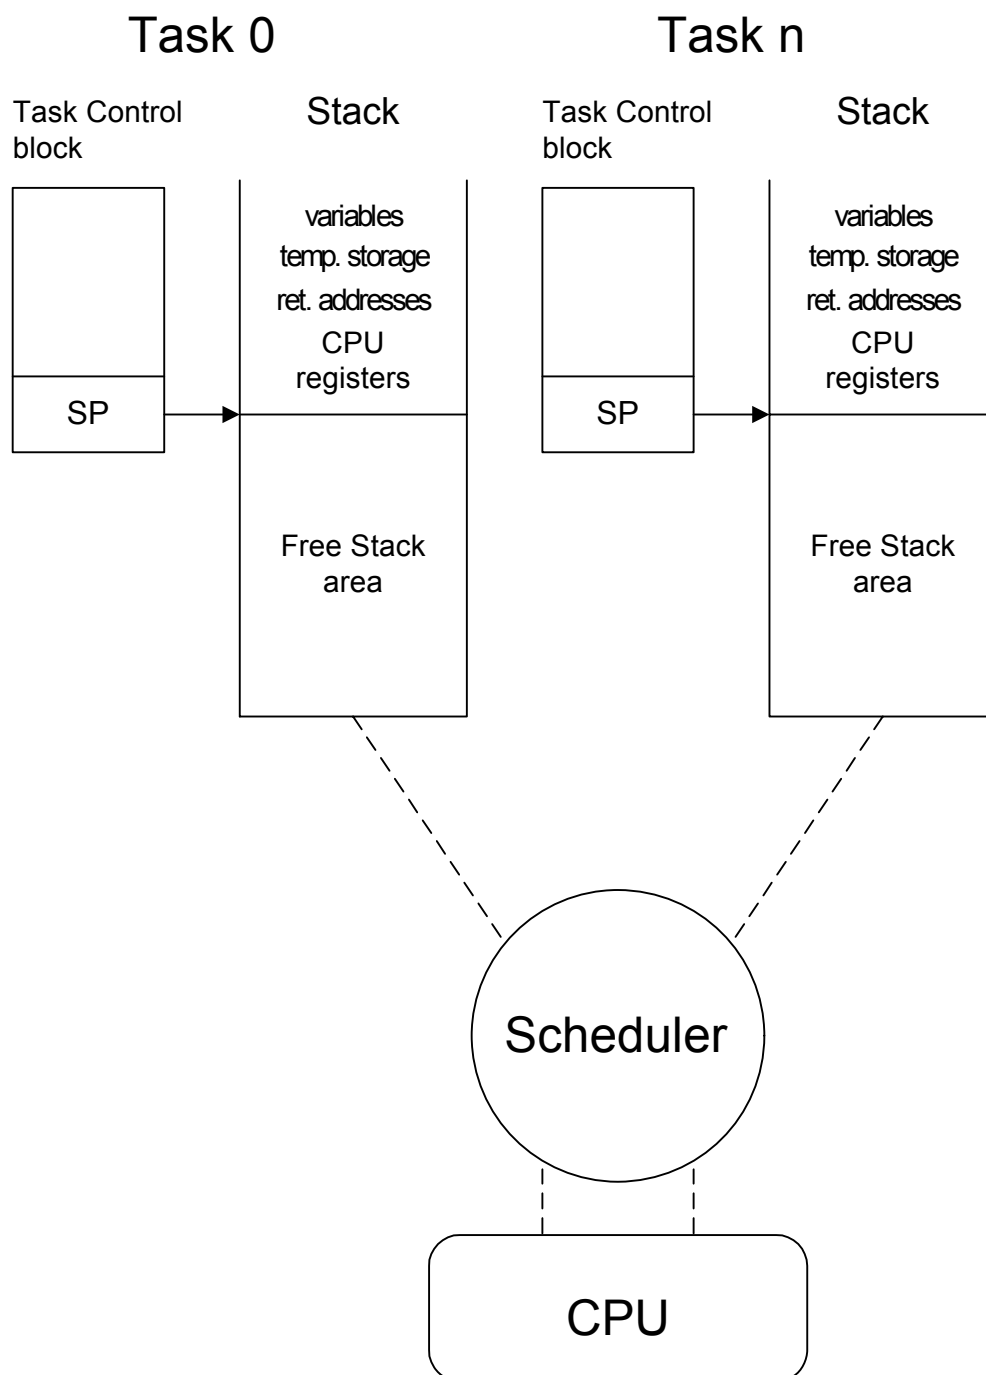 Task 0
Task n
Task Control
block
Stack
Task Control
block
Stack
variables
temp. storage
ret. addresses
CPU
registers
SP
Free Stack
area
variables
temp. storage
ret. addresses
CPU
registers
SP
Free Stack
area
Scheduler
CPU